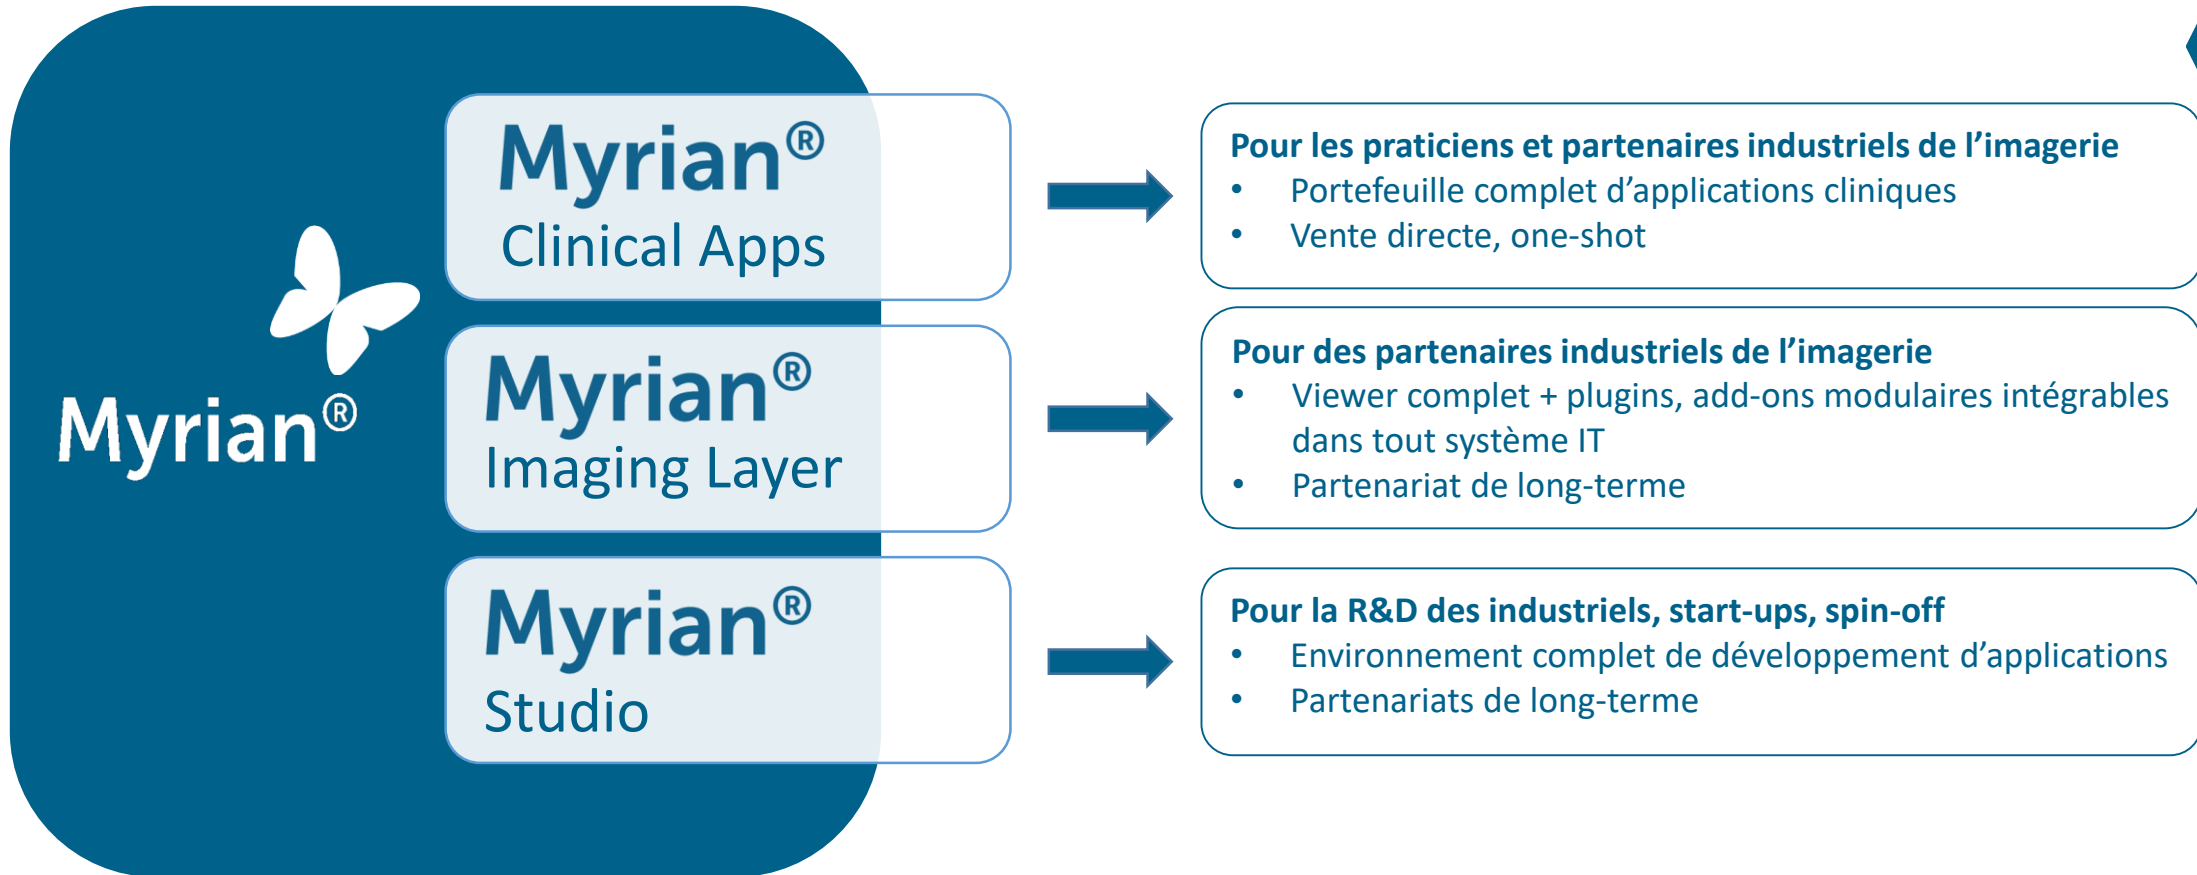 Myrian®
Myrian®
Clinical Apps
Pour les praticiens et partenaires industriels de l’imagerie
• Portefeuille complet d’applications cliniques
• Vente directe, one-shot
Myrian®
Imaging Layer
Pour des partenaires industriels de l’imagerie
• Viewer complet + plugins, add-ons modulaires intégrables
dans tout système IT
• Partenariat de long-terme
Myrian®
Studio
Pour la R&D des industriels, start-ups, spin-off
• Environnement complet de développement d’applications
• Partenariats de long-terme